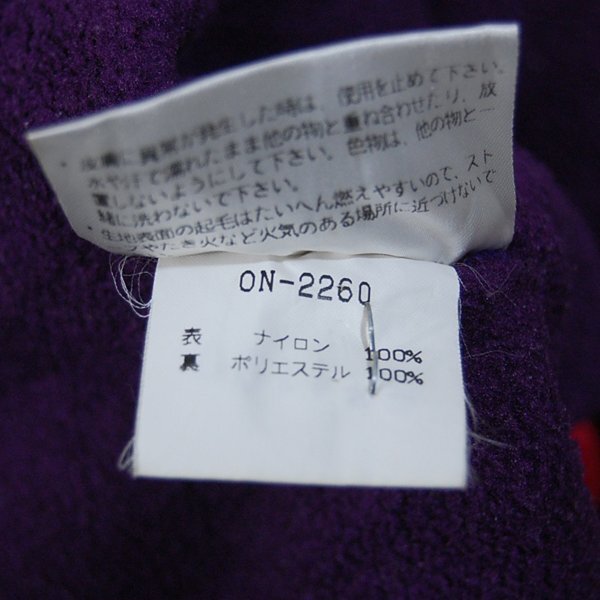 ・皮膚に異常が発生した時は、使用を止めて下さい。
・水や汗で濡れたまま他の物と重ね合わせたり、放
置しないようにして下さい。色物は、他の物と一
緒に洗わないで下さい。
・生地表面の起毛はたいへん燃えやすいので、スト
ーブやたき火など火気のある場所に近づけないで
ON-2260
表 ナイロン 100%
裏 ポリエステル 100%